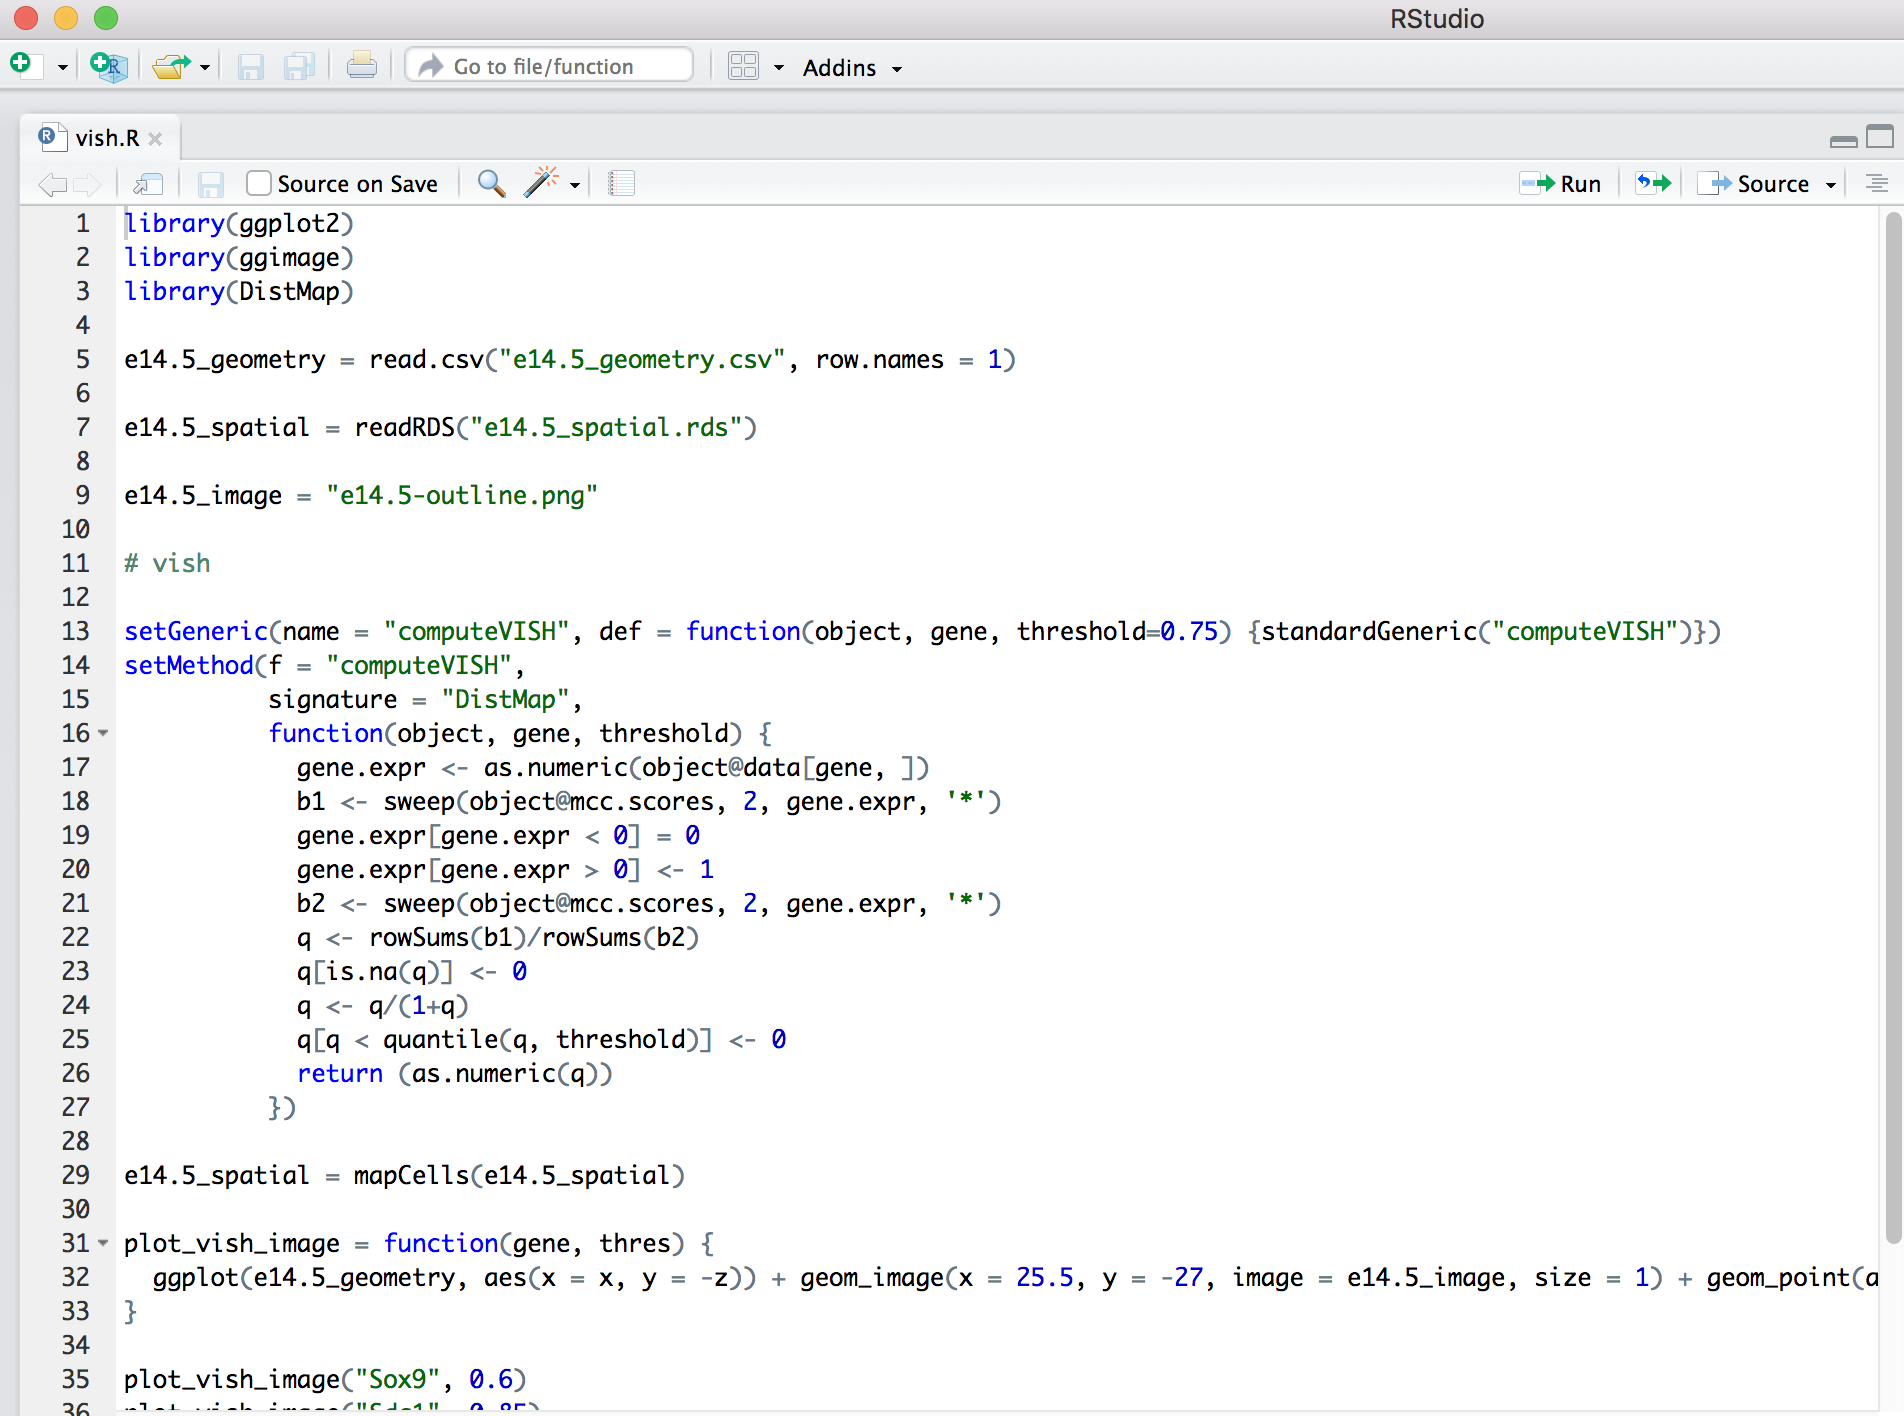 RStudio
Go to file/function
Addins
vish.R
Source on Save
Run
Source
1 library(ggplot2)
2 library(ggimage)
3 library(DistMap)
4
5 e14.5_geometry = read.csv("e14.5_geometry.csv", row.names = 1)
6
7 e14.5_spatial = readRDS("e14.5_spatial.rds")
8
9 e14.5_image = "e14.5-outline.png"
10
11 # vish
12
13 setGeneric(name = "computeVISH", def = function(object, gene, threshold=0.75) {standardGeneric("computeVISH")})
14 setMethod(f = "computeVISH",
15           signature = "DistMap",
16           function(object, gene, threshold) {
17             gene.expr <- as.numeric(object@data[gene, ])
18             b1 <- sweep(object@mcc.scores, 2, gene.expr, '*')
19             gene.expr[gene.expr < 0] = 0
20             gene.expr[gene.expr > 0] <- 1
21             b2 <- sweep(object@mcc.scores, 2, gene.expr, '*')
22             q <- rowSums(b1)/rowSums(b2)
23             q[is.na(q)] <- 0
24             q <- q/(1+q)
25             q[q < quantile(q, threshold)] <- 0
26             return (as.numeric(q))
27           })
28
29 e14.5_spatial = mapCells(e14.5_spatial)
30
31 plot_vish_image = function(gene, thres) {
32   ggplot(e14.5_geometry, aes(x = x, y = -z)) + geom_image(x = 25.5, y = -27, image = e14.5_image, size = 1) + geom_point(a
33 }
34
35 plot_vish_image("Sox9", 0.6)
36